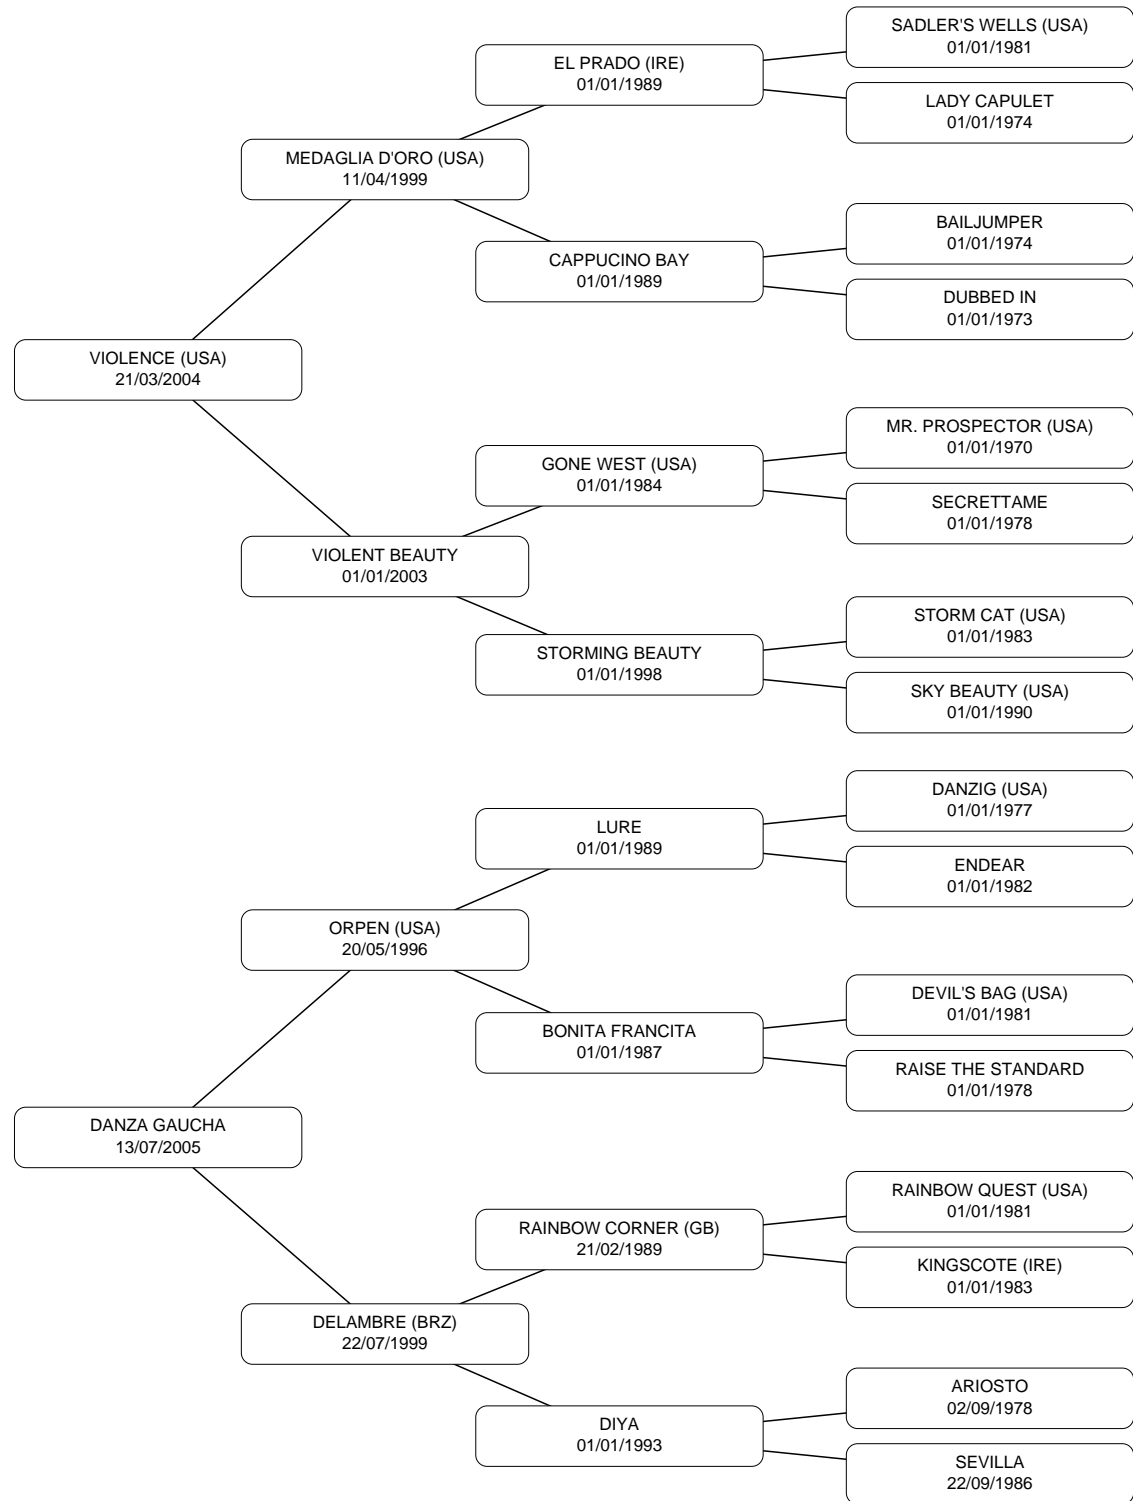 SADLER'S WELLS (USA)
01/01/1981
EL PRADO (IRE)
01/01/1989
LADY CAPULET
01/01/1974
MEDAGLIA D'ORO (USA)
11/04/1999
BAILJUMPER
01/01/1974
CAPPUCINO BAY
01/01/1989
DUBBED IN
01/01/1973
VIOLENCE (USA)
21/03/2004
MR. PROSPECTOR (USA)
01/01/1970
GONE WEST (USA)
01/01/1984
SECRETTAME
01/01/1978
VIOLENT BEAUTY
01/01/2003
STORM CAT (USA)
01/01/1983
STORMING BEAUTY
01/01/1998
SKY BEAUTY (USA)
01/01/1990
DANZIG (USA)
01/01/1977
LURE
01/01/1989
ENDEAR
01/01/1982
ORPEN (USA)
20/05/1996
DEVIL'S BAG (USA)
01/01/1981
BONITA FRANCITA
01/01/1987
RAISE THE STANDARD
01/01/1978
DANZA GAUCHA
13/07/2005
RAINBOW QUEST (USA)
01/01/1981
RAINBOW CORNER (GB)
21/02/1989
KINGSCOTE (IRE)
01/01/1983
DELAMBRE (BRZ)
22/07/1999
ARIOSTO
02/09/1978
DIYA
01/01/1993
SEVILLA
22/09/1986